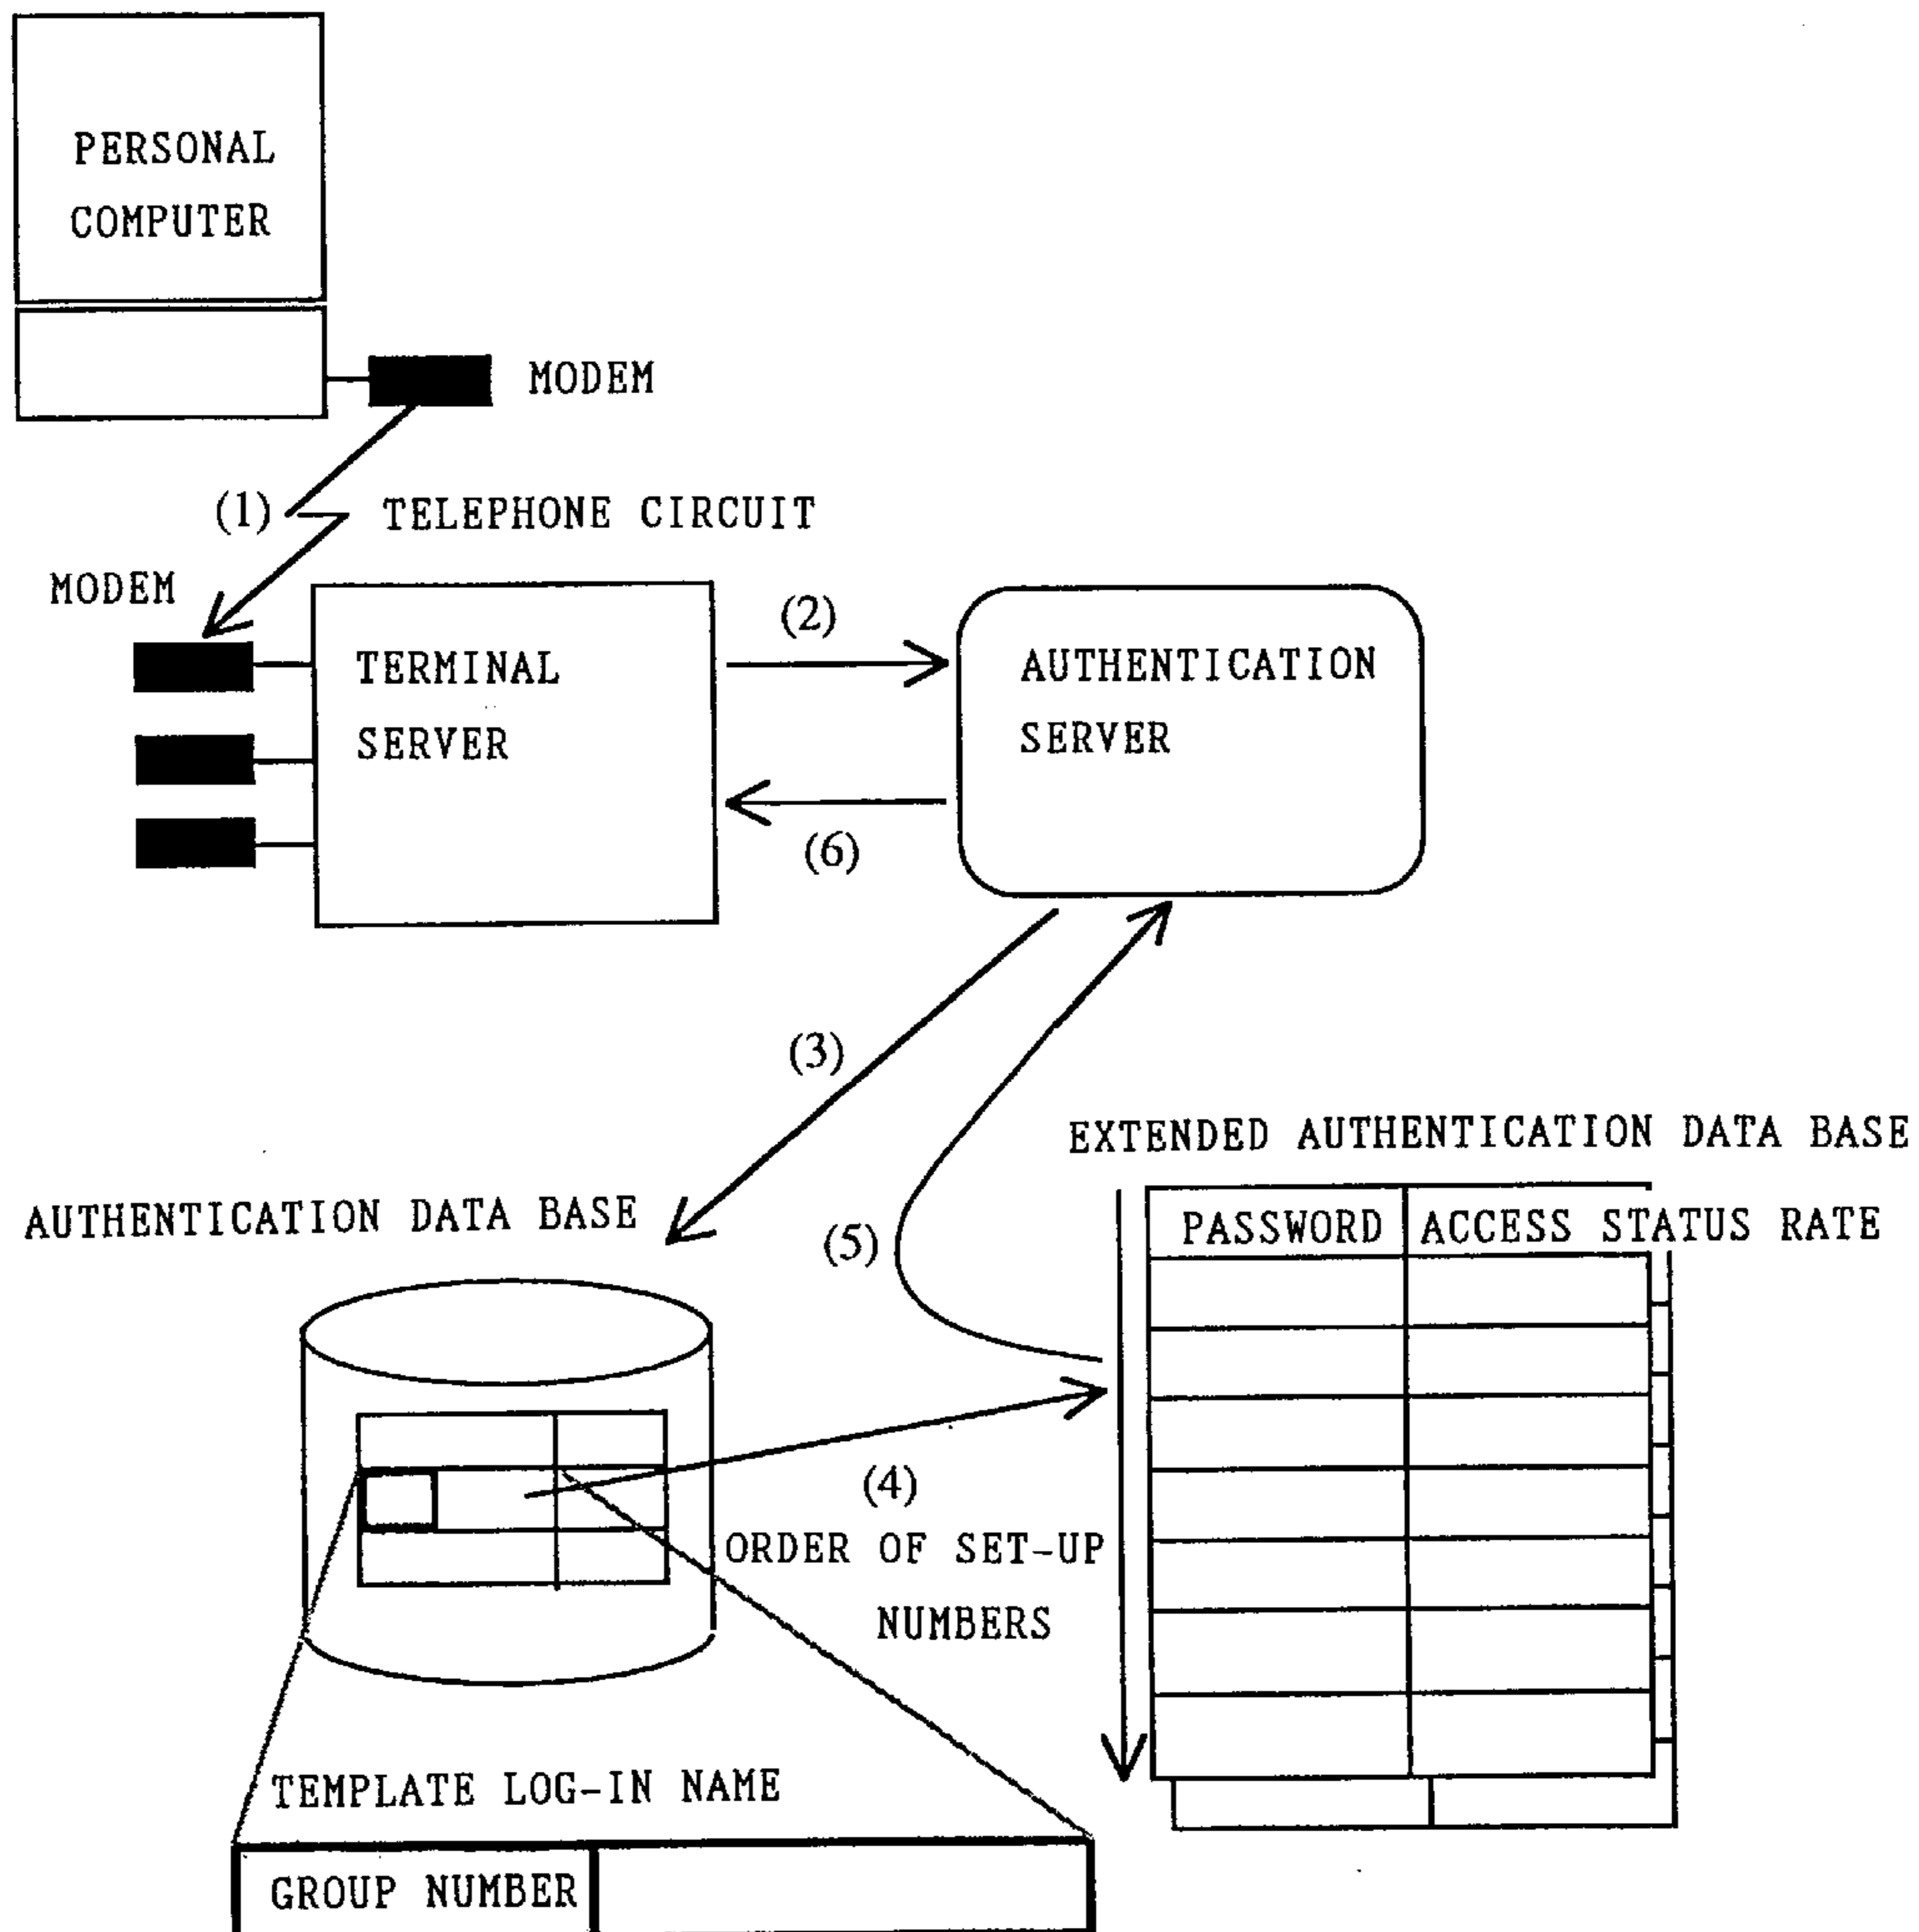 PERSONAL
COMPUTER
MODEM
(1)
TELEPHONE CIRCUIT
MODEM
TERMINAL
SERVER
(2)
AUTHENTICATION
SERVER
(6)
(3)
EXTENDED AUTHENTICATION DATA BASE
AUTHENTICATION DATA BASE
(5)
PASSWORD
ACCESS STATUS RATE
(4)
ORDER OF SET-UP
NUMBERS
TEMPLATE LOG-IN NAME
GROUP NUMBER